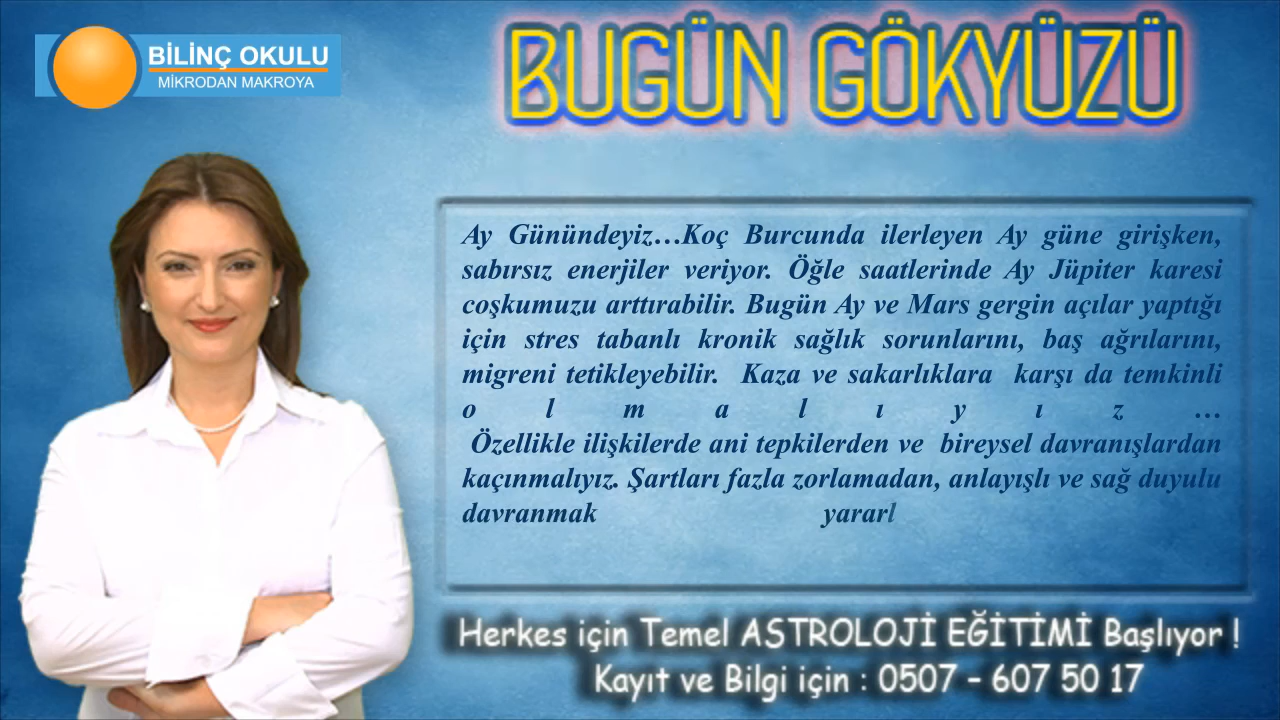 BİLİNÇ OKULU
MİKRODAN MAKROYA
BUGÜN GÖKYÜZÜ
Ay Günündeyiz…Koç Burcunda ilerleyen Ay güne girişken,
sabırsız enerjiler veriyor. Öğle saatlerinde Ay Jüpiter karesi
coşkumuzu arttırabilir. Bugün Ay ve Mars gergin açılar yaptığı
için stres tabanlı kronik sağlık sorunlarını, baş ağrılarını,
migreni tetikleyebilir. Kaza ve sakarlıklara karşı da temkinli
o l m a l ı y ı z …
Özellikle ilişkilerde ani tepkilerden ve bireysel davranışlardan
kaçınmalıyız. Şartları fazla zorlamadan, anlayışlı ve sağ duyulu
davranmak yararl
Herkes için Temel ASTROLOJİ EĞİTİMİ Başlıyor !
Kayıt ve Bilgi için : 0507 – 607 50 17